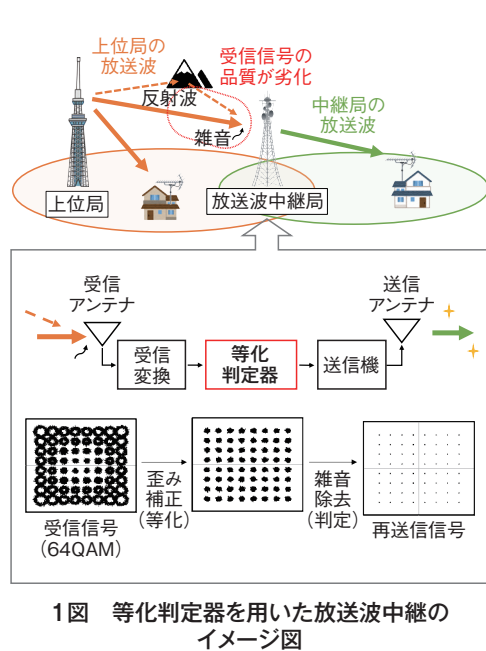 上位局の
放送波
受信信号の
品質が劣化
反射波
雑音
中継局の
放送波
上位局
放送波中継局
受信
アンテナ
送信
アンテナ
受信
変換
等化
判定器
送信機
歪み
補正
（等化）
雑音
除去
（判定）
受信信号
（64QAM）
再送信信号
1図　等化判定器を用いた放送波中継の
イメージ図